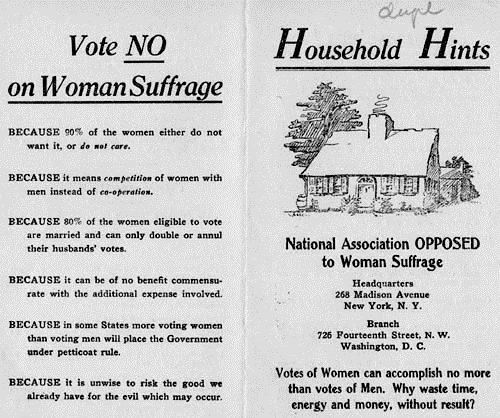 Vote NO
on Woman Suffrage
BECAUSE 90% of the women either do not
want it, or do not care.
BECAUSE it means competition of women with
men instead of co-operation.
BECAUSE 80% of the women eligible to vote
are married and can only double or annul
their husbands' votes.
BECAUSE it can be of no benefit commensu-
rate with the additional expense involved.
BECAUSE in some States more voting women
than voting men will place the Government
under petticoat rule.
BECAUSE it is unwise to risk the good we
already have for the evil which may occur.
Household Hints
National Association OPPOSED
to Woman Suffrage
Headquarters
268 Madison Avenue
New York, N. Y.
Branch
726 Fourteenth Street, N. W.
Washington, D. C.
Votes of Women can accomplish no more
than votes of Men. Why waste time,
energy and money, without result?